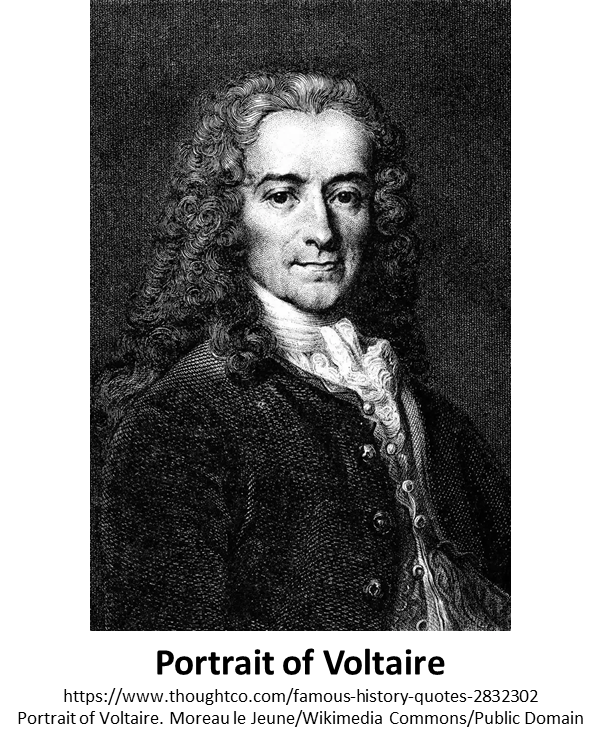 Portrait of Voltaire
https://www.thoughtco.com/famous-history-quotes-2832302
Portrait of Voltaire. Moreau le Jeune/Wikimedia Commons/Public Domain